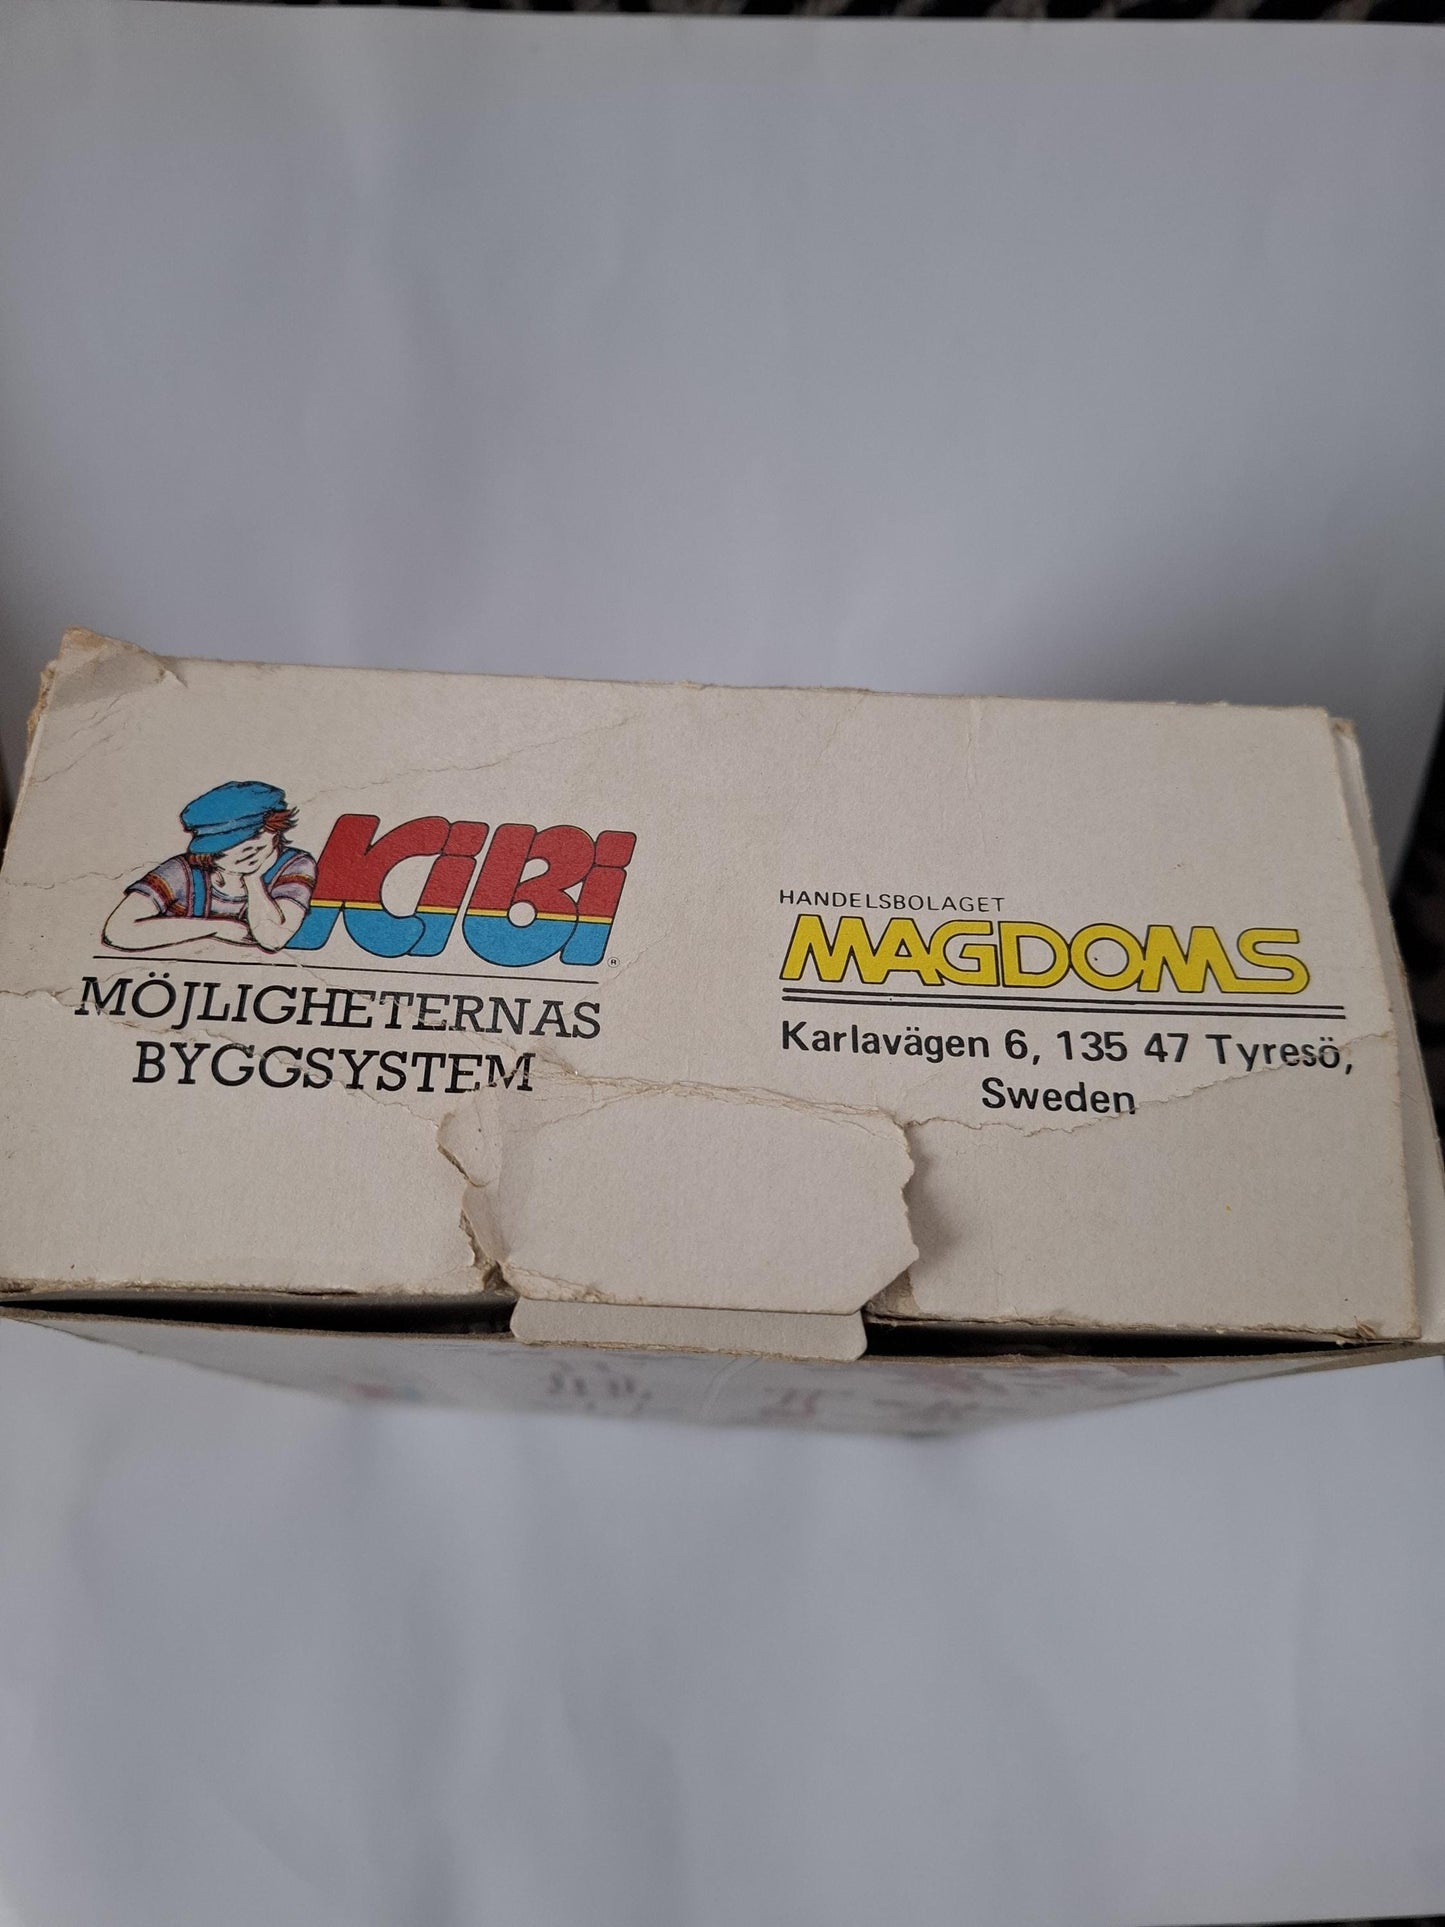 KiBi®
MÖJLIGHETERNAS
BYGGSYSTEM
HANDELSBOLAGET
MAGDOMS
Karlavägen 6, 135 47 Tyresö,
Sweden